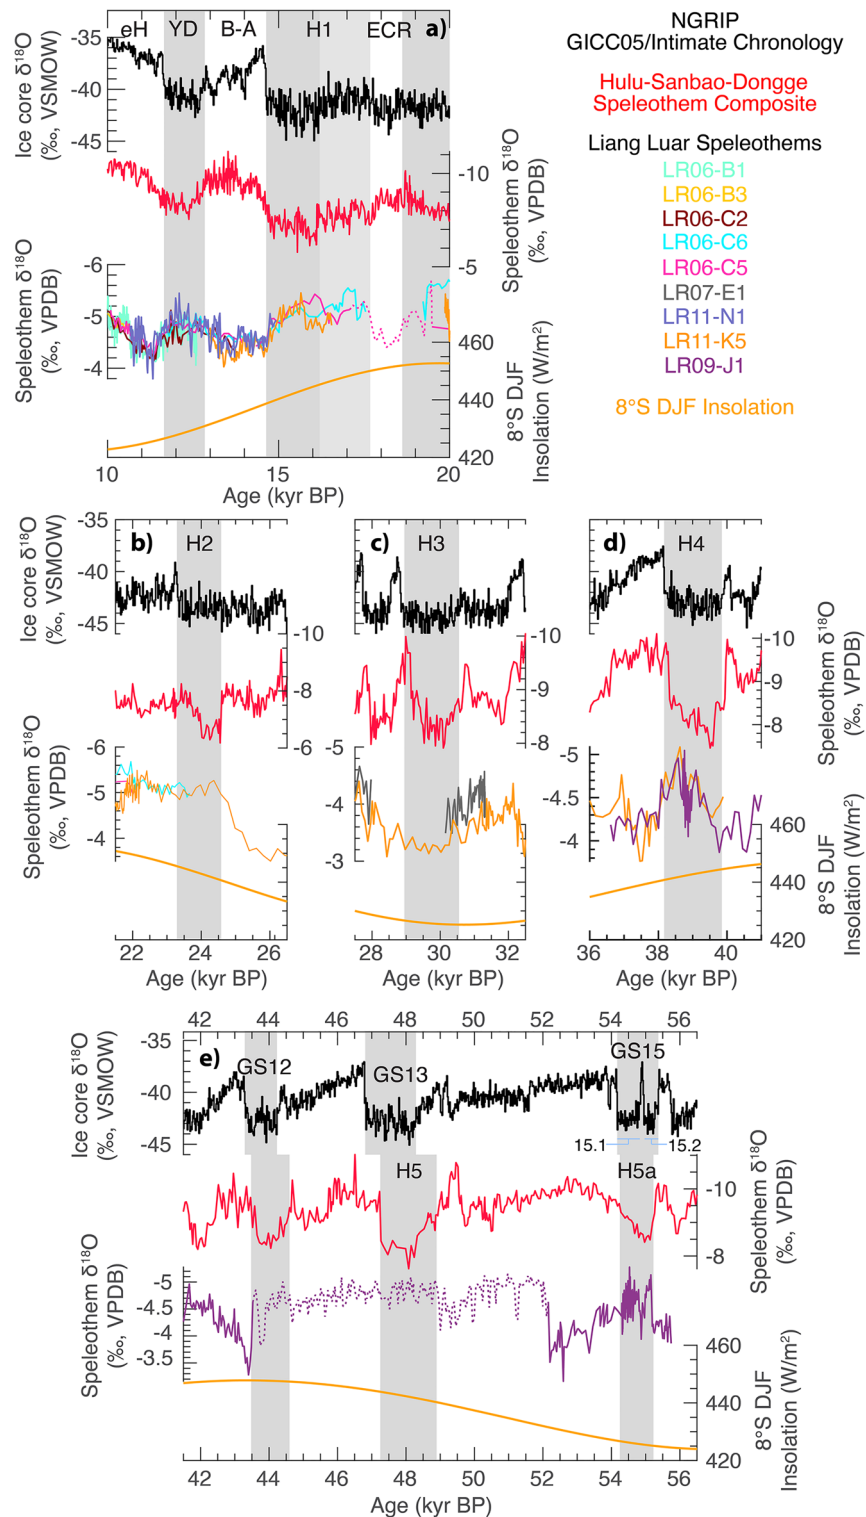 eH YD B-A H1 ECR a)
-35
-40
-45
Ice core δ¹⁸O
(‰, VSMOW)
-10
-5
Speleothem δ¹⁸O
(‰, VPDB)
-6
-5
-4
Speleothem δ¹⁸O
(‰, VPDB)
460
440
420
8°S DJF
Insolation (W/m²)
10 15 20
Age (kyr BP)
NGRIP
GICC05/Intimate Chronology
Hulu-Sanbao-Dongge
Speleothem Composite
Liang Luar Speleothems
LR06-B1
LR06-B3
LR06-C2
LR06-C6
LR06-C5
LR07-E1
LR11-N1
LR11-K5
LR09-J1
8°S DJF Insolation
b) H2
-35
-40
-45
Ice core δ¹⁸O
(‰, VSMOW)
-10
-8
-6
-6
-5
-4
Speleothem δ¹⁸O
(‰, VPDB)
22 24 26
Age (kyr BP)
c) H3
-10
-9
-8
-5
-4
-3
28 30 32
Age (kyr BP)
d) H4
-10
-9
-8
Speleothem δ¹⁸O
(‰, VPDB)
-5
-4.5
-4
460
440
420
8°S DJF
Insolation (W/m²)
36 38 40
Age (kyr BP)
42 44 46 48 50 52 54 56
e) GS12 GS13 GS15
-35
-40
-45
Ice core δ¹⁸O
(‰, VSMOW)
15.1 15.2
H5 H5a
-10
-8
Speleothem δ¹⁸O
(‰, VPDB)
-5
-4.5
-4
-3.5
Speleothem δ¹⁸O
(‰, VPDB)
460
440
420
8°S DJF
Insolation (W/m²)
42 44 46 48 50 52 54 56
Age (kyr BP)